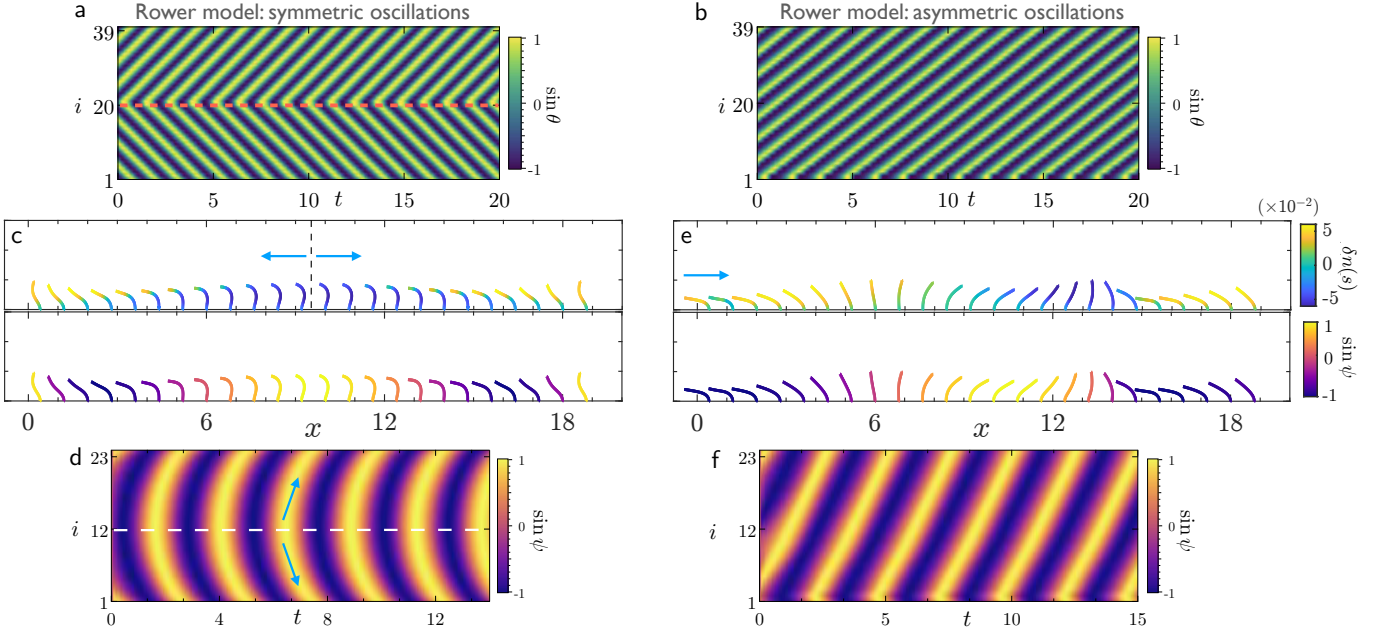 a
Rower model: symmetric oscillations
39
20
1
i
0
5
10
t
15
20
1
0
-1
sin θ
b
Rower model: asymmetric oscillations
39
20
1
i
0
5
10
t
15
20
1
0
-1
sin θ
c
e
(×10⁻²)
5
0
-5
δn(s)
1
0
-1
sin ψ
0
6
x
12
18
0
6
x
12
18
d
23
12
1
i
0
4
t
8
12
1
0
-1
sin ψ
f
23
12
1
i
0
5
t
10
15
1
0
-1
sin ψ